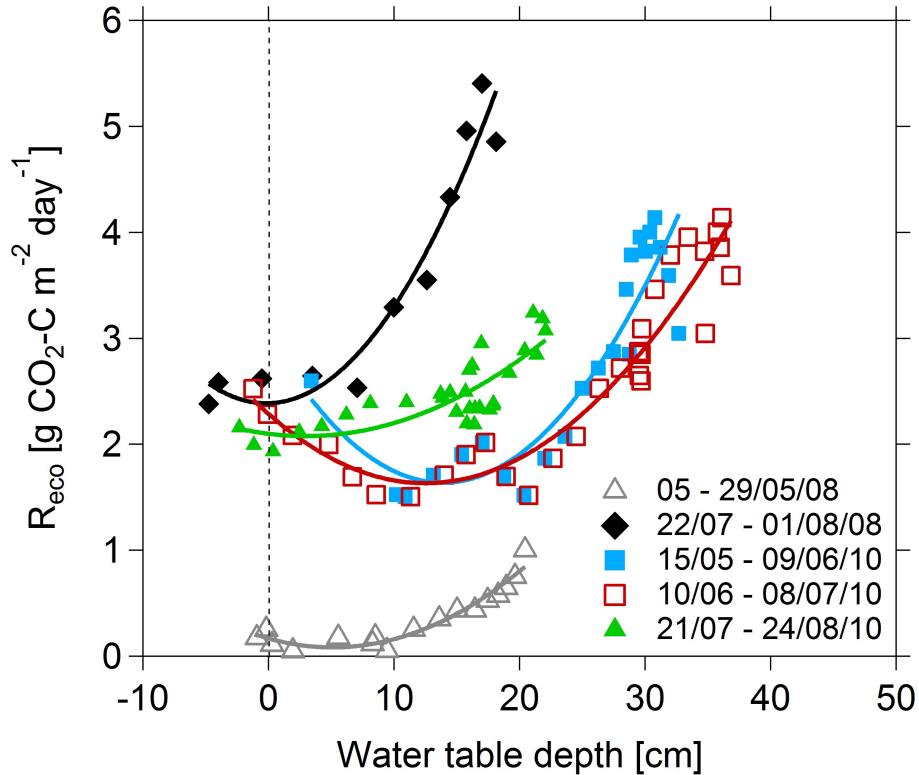 6
5
4
3
2
1
0
R_eco [g CO₂-C m⁻² day⁻¹]
05 - 29/05/08
22/07 - 01/08/08
15/05 - 09/06/10
10/06 - 08/07/10
21/07 - 24/08/10
-10 0 10 20 30 40 50
Water table depth [cm]